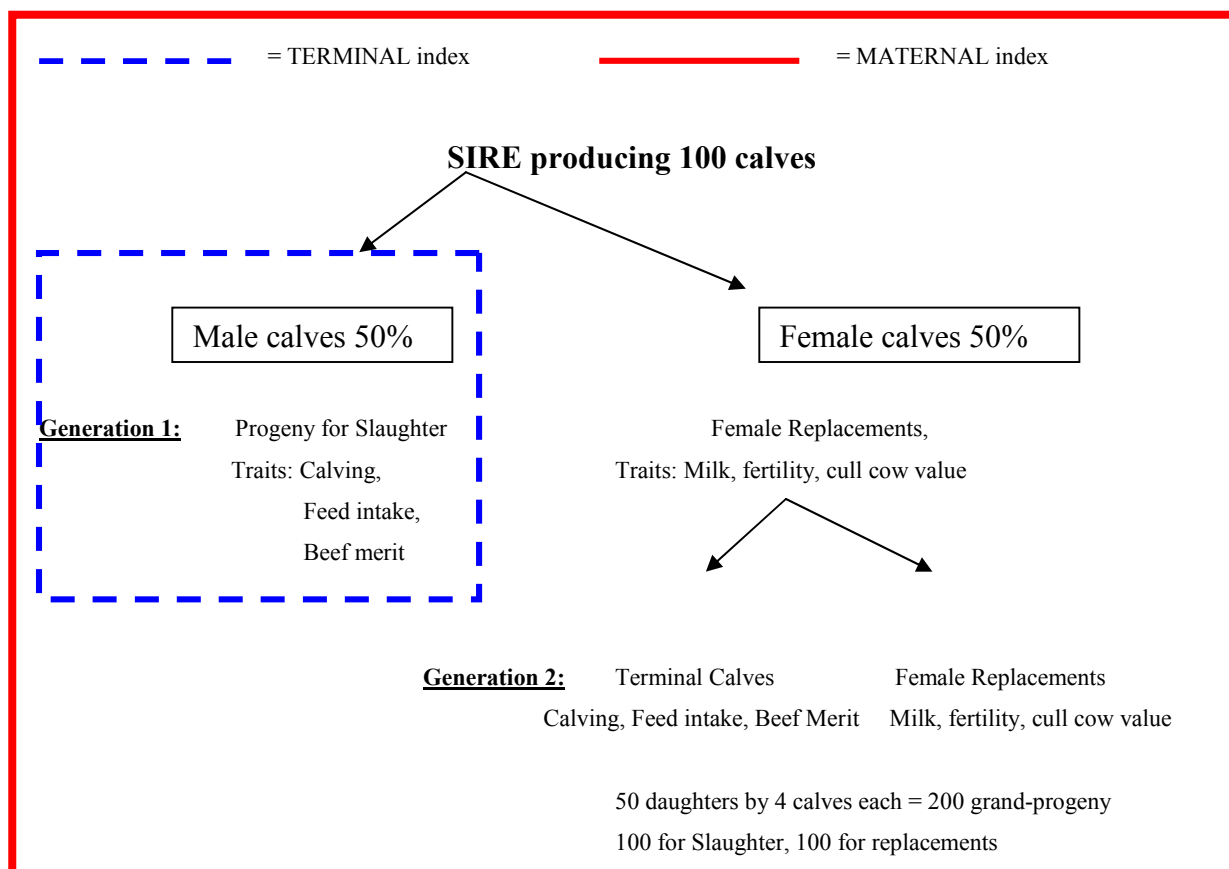 = TERMINAL index = MATERNAL index
SIRE producing 100 calves
Male calves 50% Female calves 50%
Generation 1: Progeny for Slaughter Female Replacements,
Traits: Calving, Traits: Milk, fertility, cull cow value
Feed intake,
Beef merit
Generation 2: Terminal Calves Female Replacements
Calving, Feed intake, Beef Merit Milk, fertility, cull cow value
50 daughters by 4 calves each = 200 grand-progeny
100 for Slaughter, 100 for replacements